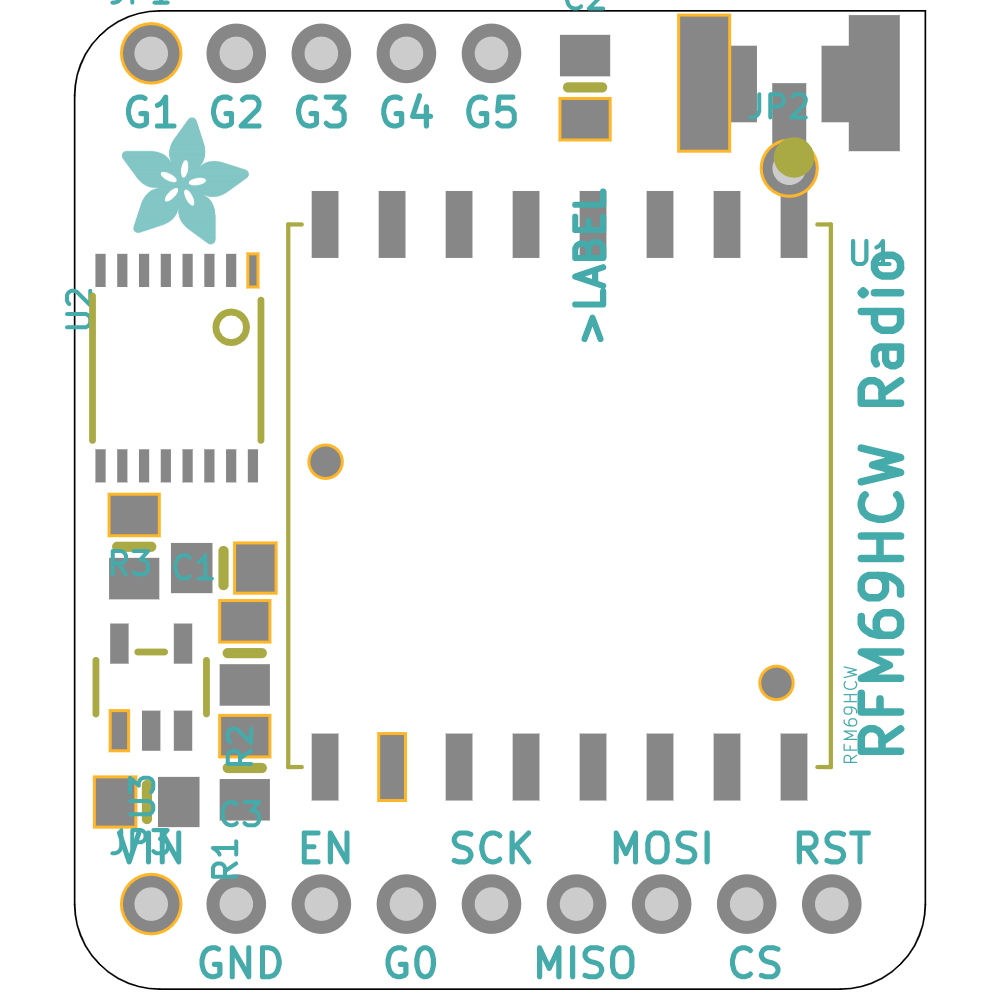 JP1
C2
G1 G2 G3 G4 G5
JP2
>LABEL
U1
U2
RFM69HCW Radio
RFM69HCW
R3
C1
R2
U3
C3
JP3
VIN EN SCK MOSI RST
R1
GND G0 MISO CS